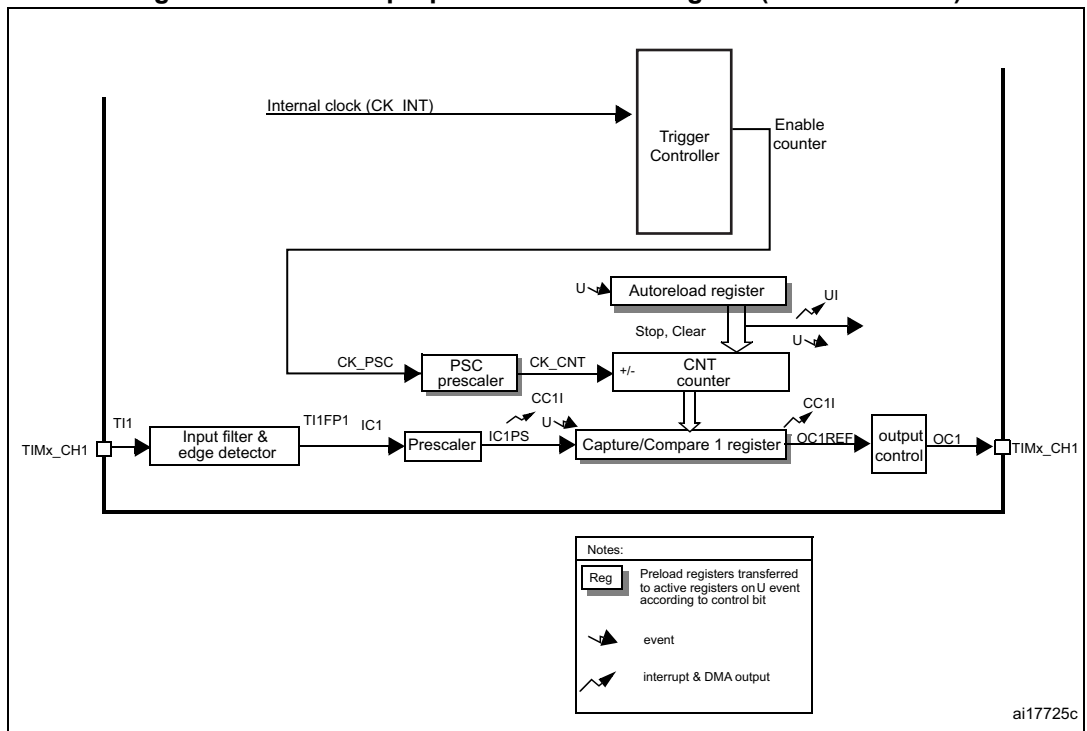 Internal clock (CK_INT)
Trigger
Controller
Enable
counter
U
Autoreload register
UI
Stop, Clear
U
CK_PSC
PSC
prescaler
CK_CNT
+/-
CNT
counter
CC1I
CC1I
U
TIMx_CH1
TI1
Input filter &
edge detector
TI1FP1
IC1
Prescaler
IC1PS
Capture/Compare 1 register
OC1REF
output
control
OC1
TIMx_CH1
Notes:
Reg
Preload registers transferred
to active registers on U event
according to control bit
event
interrupt & DMA output
ai17725c